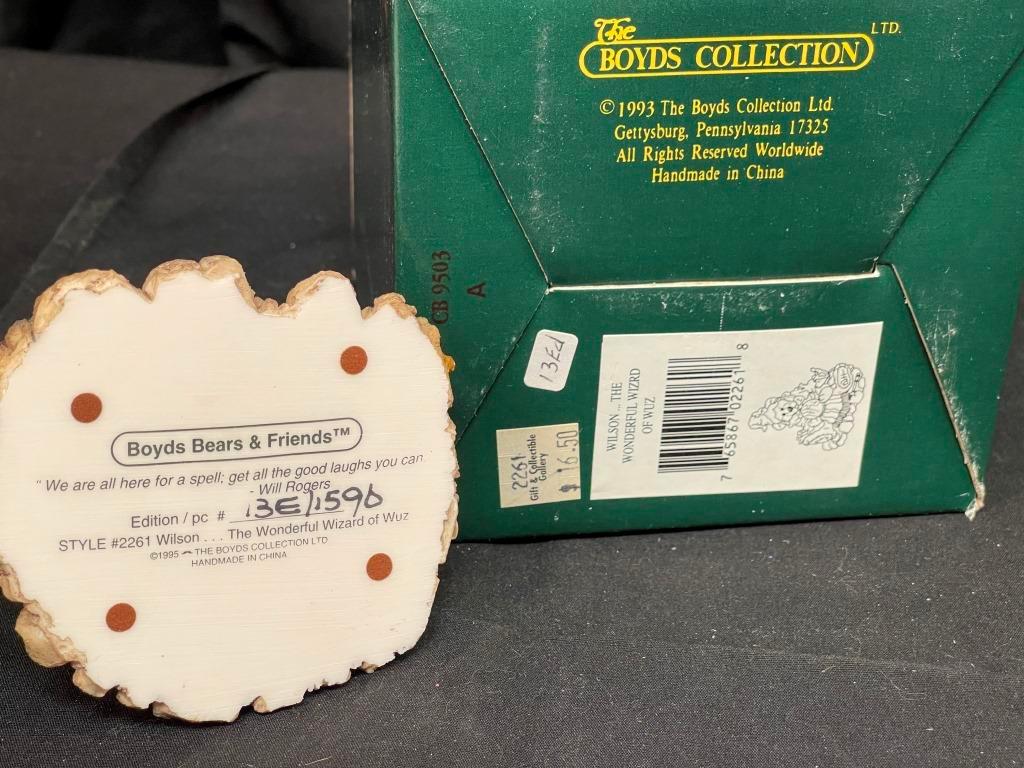 The
BOYDS COLLECTION LTD.
© 1993 The Boyds Collection Ltd.
Gettysburg, Pennsylvania 17325
All Rights Reserved Worldwide
Handmade in China
CB 9503
A
13Ed
WILSON ... THE
WONDERFUL WIZRD
OF WUZ
7 65867 02261 8
2261
Gift & Collectible
Gallery
$ 16.50
Boyds Bears & Friends™
"We are all here for a spell; get all the good laughs you can
- Will Rogers
Edition / pc # 13E/1596
STYLE #2261 Wilson . . . The Wonderful Wizard of Wuz
©1995 THE BOYDS COLLECTION LTD
HANDMADE IN CHINA